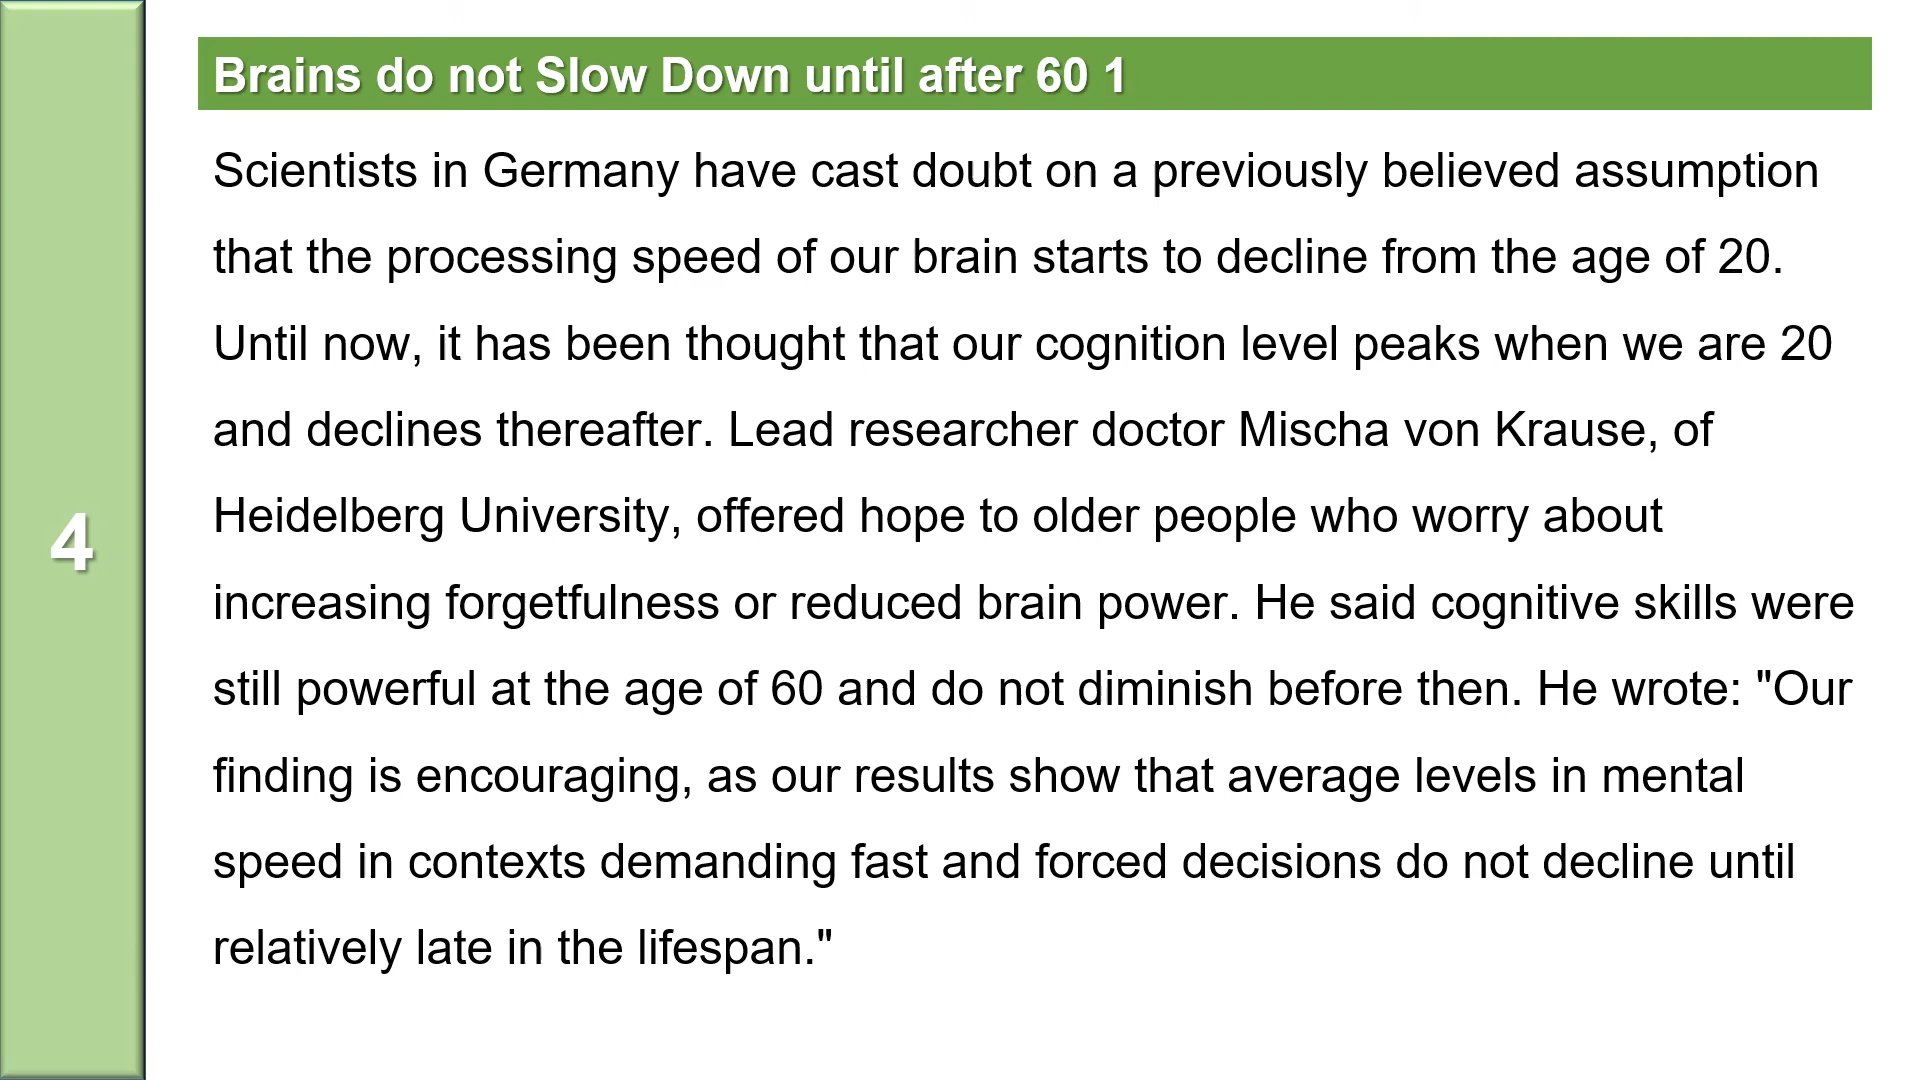 Brains do not Slow Down until after 60 1
Scientists in Germany have cast doubt on a previously believed assumption
that the processing speed of our brain starts to decline from the age of 20.
Until now, it has been thought that our cognition level peaks when we are 20
and declines thereafter. Lead researcher doctor Mischa von Krause, of
Heidelberg University, offered hope to older people who worry about
increasing forgetfulness or reduced brain power. He said cognitive skills were
still powerful at the age of 60 and do not diminish before then. He wrote: "Our
finding is encouraging, as our results show that average levels in mental
speed in contexts demanding fast and forced decisions do not decline until
relatively late in the lifespan."
4